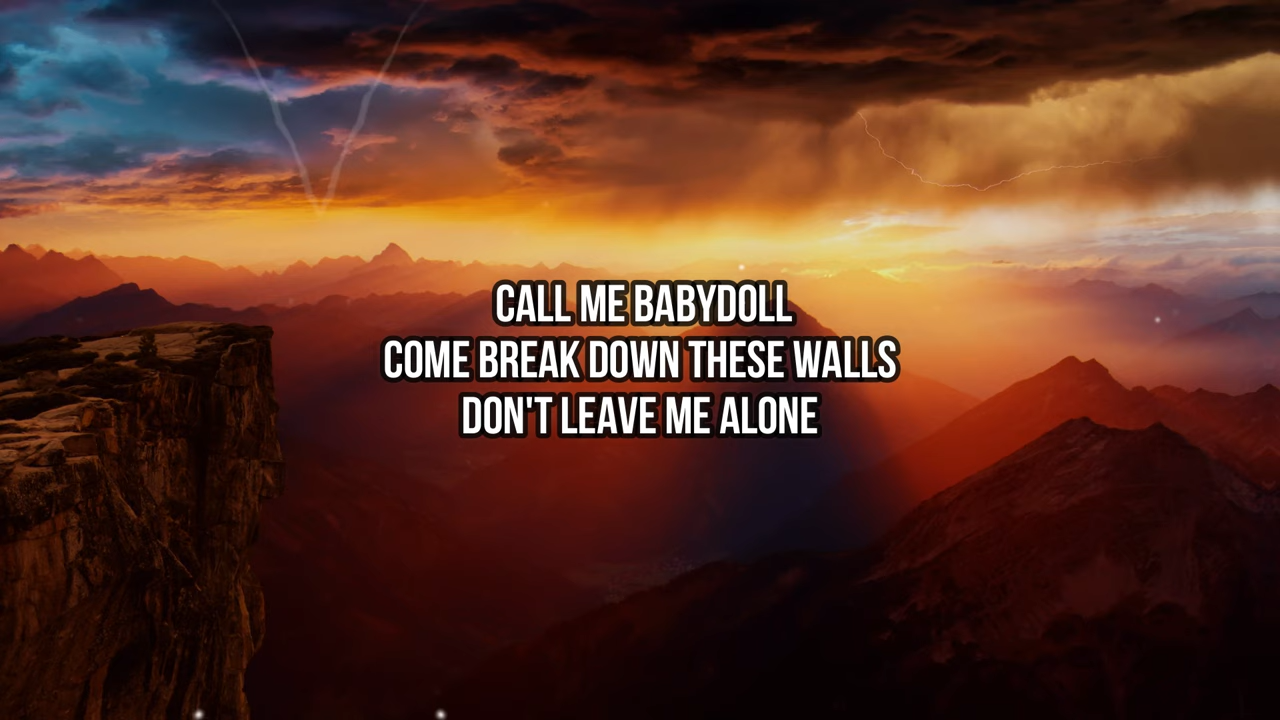 CALL ME BABYDOLL
COME BREAK DOWN THESE WALLS
DON'T LEAVE ME ALONE